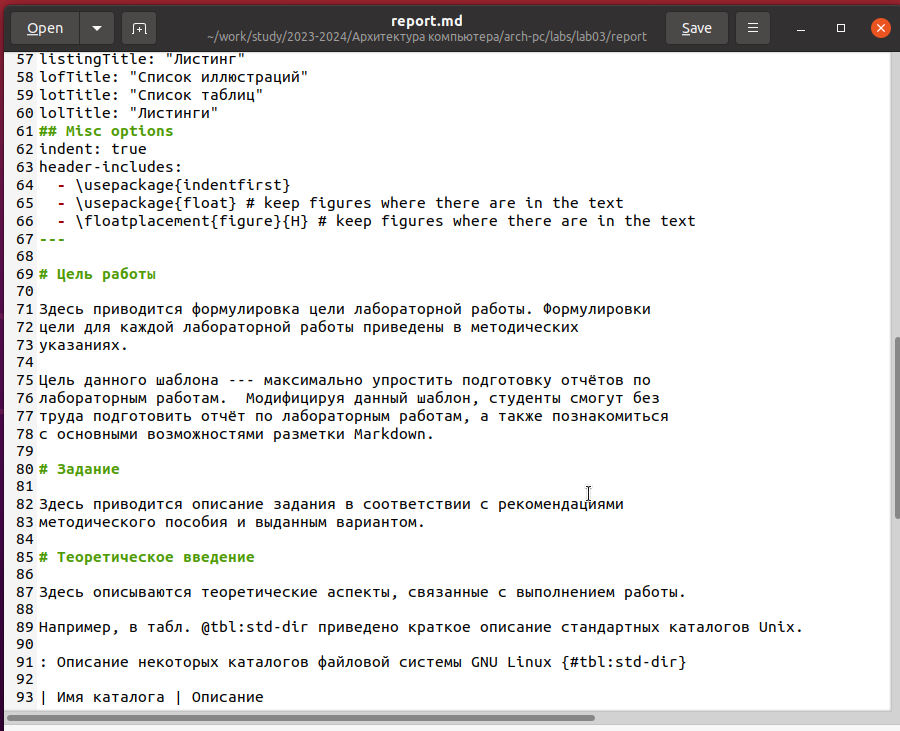 Open
report.md
~/work/study/2023-2024/Архитектура компьютера/arch-pc/labs/lab03/report
Save
57 listingTitle: "Листинг"
58 lofTitle: "Список иллюстраций"
59 lotTitle: "Список таблиц"
60 lolTitle: "Листинги"
61 ## Misc options
62 indent: true
63 header-includes:
64   - \usepackage{indentfirst}
65   - \usepackage{float} # keep figures where there are in the text
66   - \floatplacement{figure}{H} # keep figures where there are in the text
67 ---
68
69 # Цель работы
70
71 Здесь приводится формулировка цели лабораторной работы. Формулировки
72 цели для каждой лабораторной работы приведены в методических
73 указаниях.
74
75 Цель данного шаблона --- максимально упростить подготовку отчётов по
76 лабораторным работам.  Модифицируя данный шаблон, студенты смогут без
77 труда подготовить отчёт по лабораторным работам, а также познакомиться
78 с основными возможностями разметки Markdown.
79
80 # Задание
81
82 Здесь приводится описание задания в соответствии с рекомендациями
83 методического пособия и выданным вариантом.
84
85 # Теоретическое введение
86
87 Здесь описываются теоретические аспекты, связанные с выполнением работы.
88
89 Например, в табл. @tbl:std-dir приведено краткое описание стандартных каталогов Unix.
90
91 : Описание некоторых каталогов файловой системы GNU Linux {#tbl:std-dir}
92
93 | Имя каталога | Описание